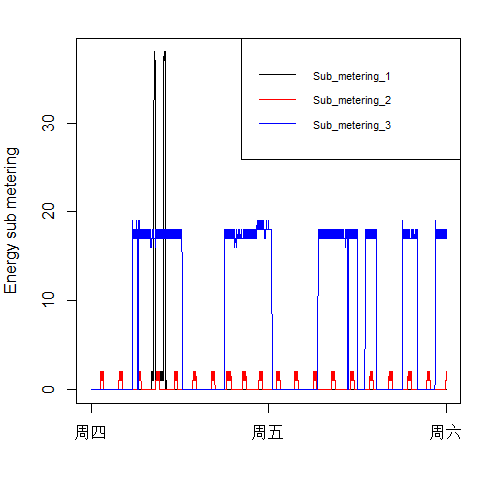 Sub_metering_1
Sub_metering_2
Sub_metering_3
Energy sub metering
30
20
10
0
周四 周五 周六